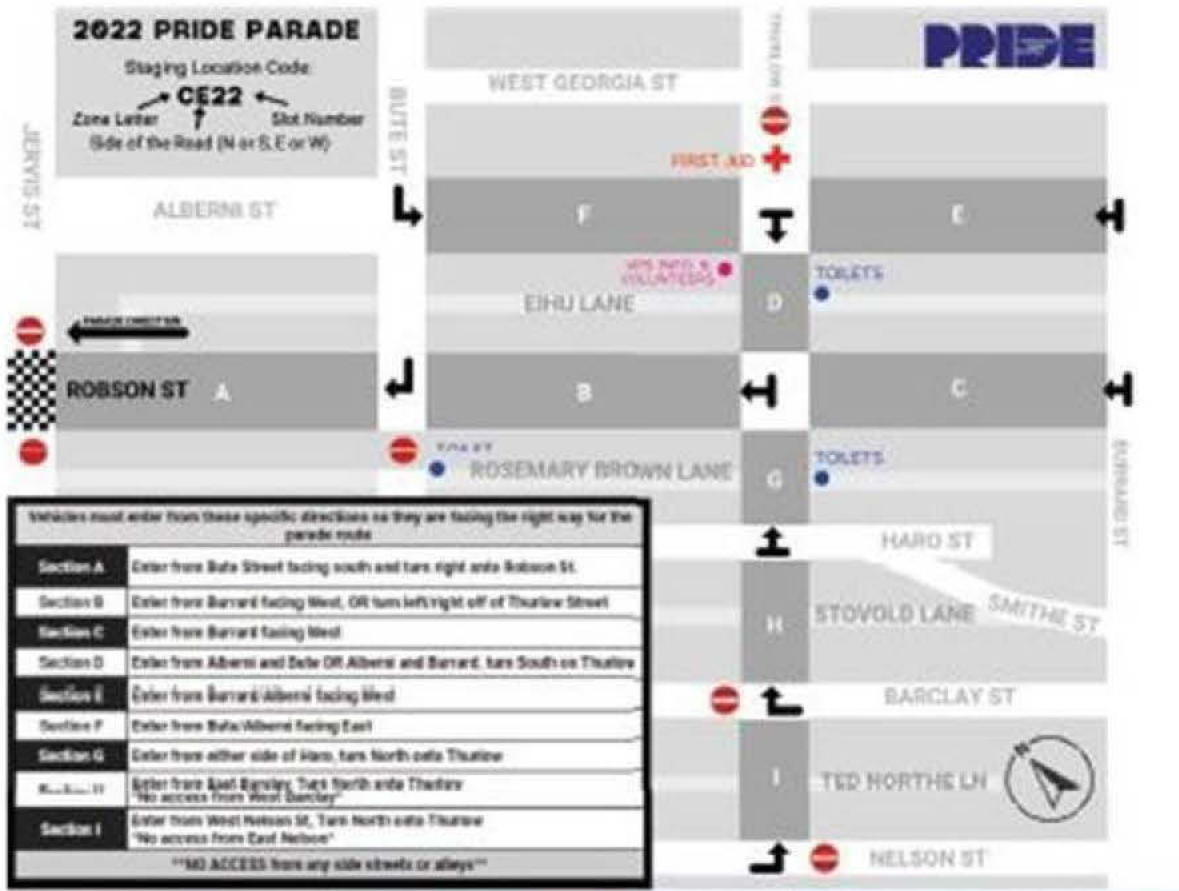 2022 PRIDE PARADE
Staging Location Code:
CE22
Zone Letter
Slot Number
Side of the Road (N or S, E or W)
PRIDE
WEST GEORGIA ST
THURLOW ST
BUTE ST
JERVIS ST
FIRST AID
ALBERNI ST
F
E
VPS INFO &
VOLUNTEERS
TOILETS
EIHU LANE
D
ROBSON ST
A
B
C
TOILET
ROSEMARY BROWN LANE
G
TOILETS
BURRARD ST
HARO ST
STOVOLD LANE
SMITHE ST
H
BARCLAY ST
I
TED NORTHE LN
N
NELSON ST
Vehicles must enter from these specific directions so they are facing the right way for the
parade route
Section A
Enter from Bute Street facing south and turn right onto Robson St.
Section B
Enter from Burrard facing West, OR turn left/right off of Thurlow Street
Section C
Enter from Burrard facing West
Section D
Enter from Alberni and Bute OR Alberni and Burrard, turn South on Thurlow
Section E
Enter from Burrard/Alberni facing West
Section F
Enter from Bute/Alberni facing East
Section G
Enter from either side of Haro, turn North onto Thurlow
Section H
Enter from East Barclay, Turn North onto Thurlow
"No access from West Barclay"
Section I
Enter from West Nelson St, Turn North onto Thurlow
"No access from East Nelson"
**NO ACCESS from any side streets or alleys**